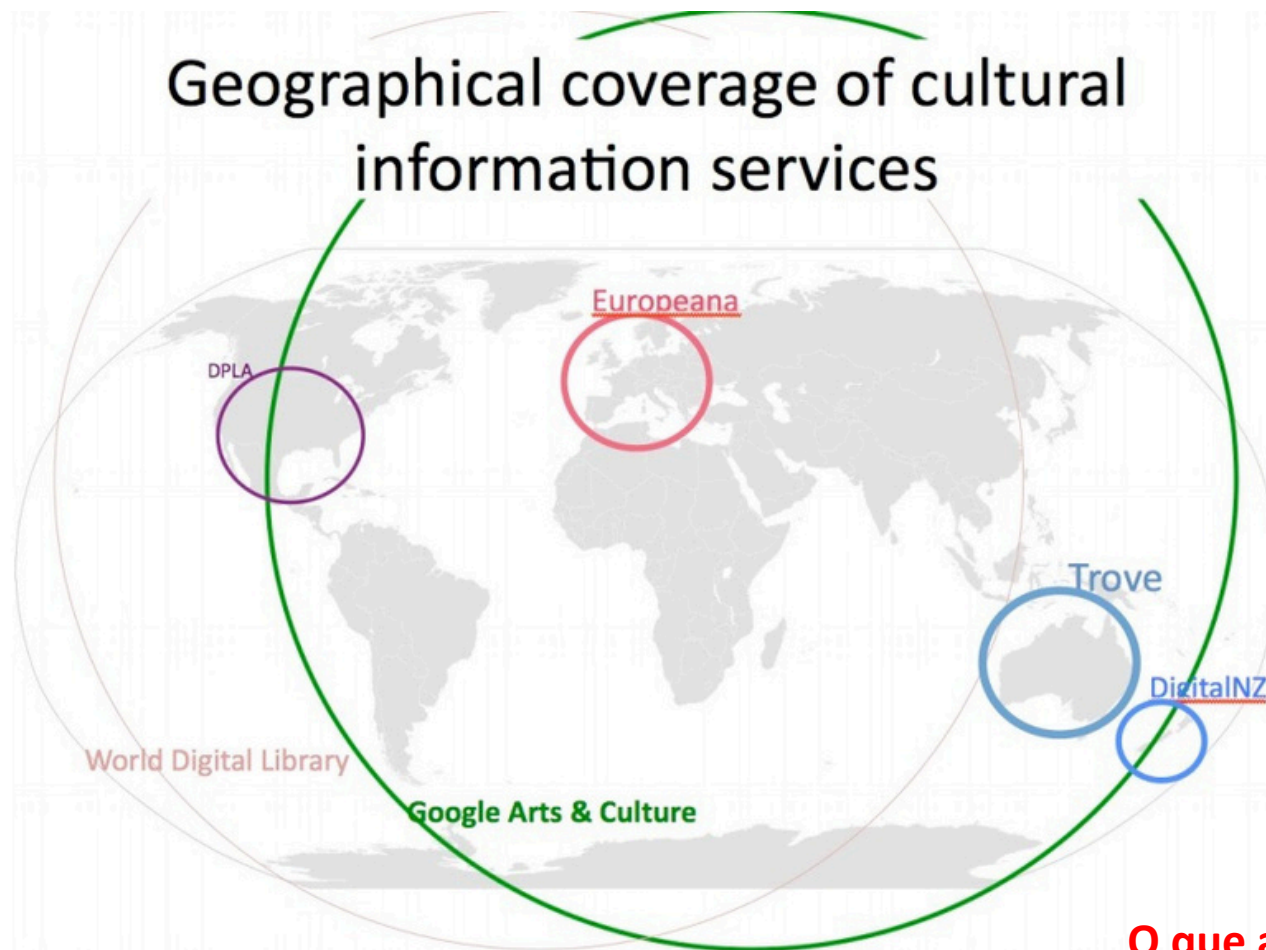 Geographical coverage of cultural
information services
Europeana
DPLA
Trove
DigitalNZ
World Digital Library
Google Arts & Culture
O que a